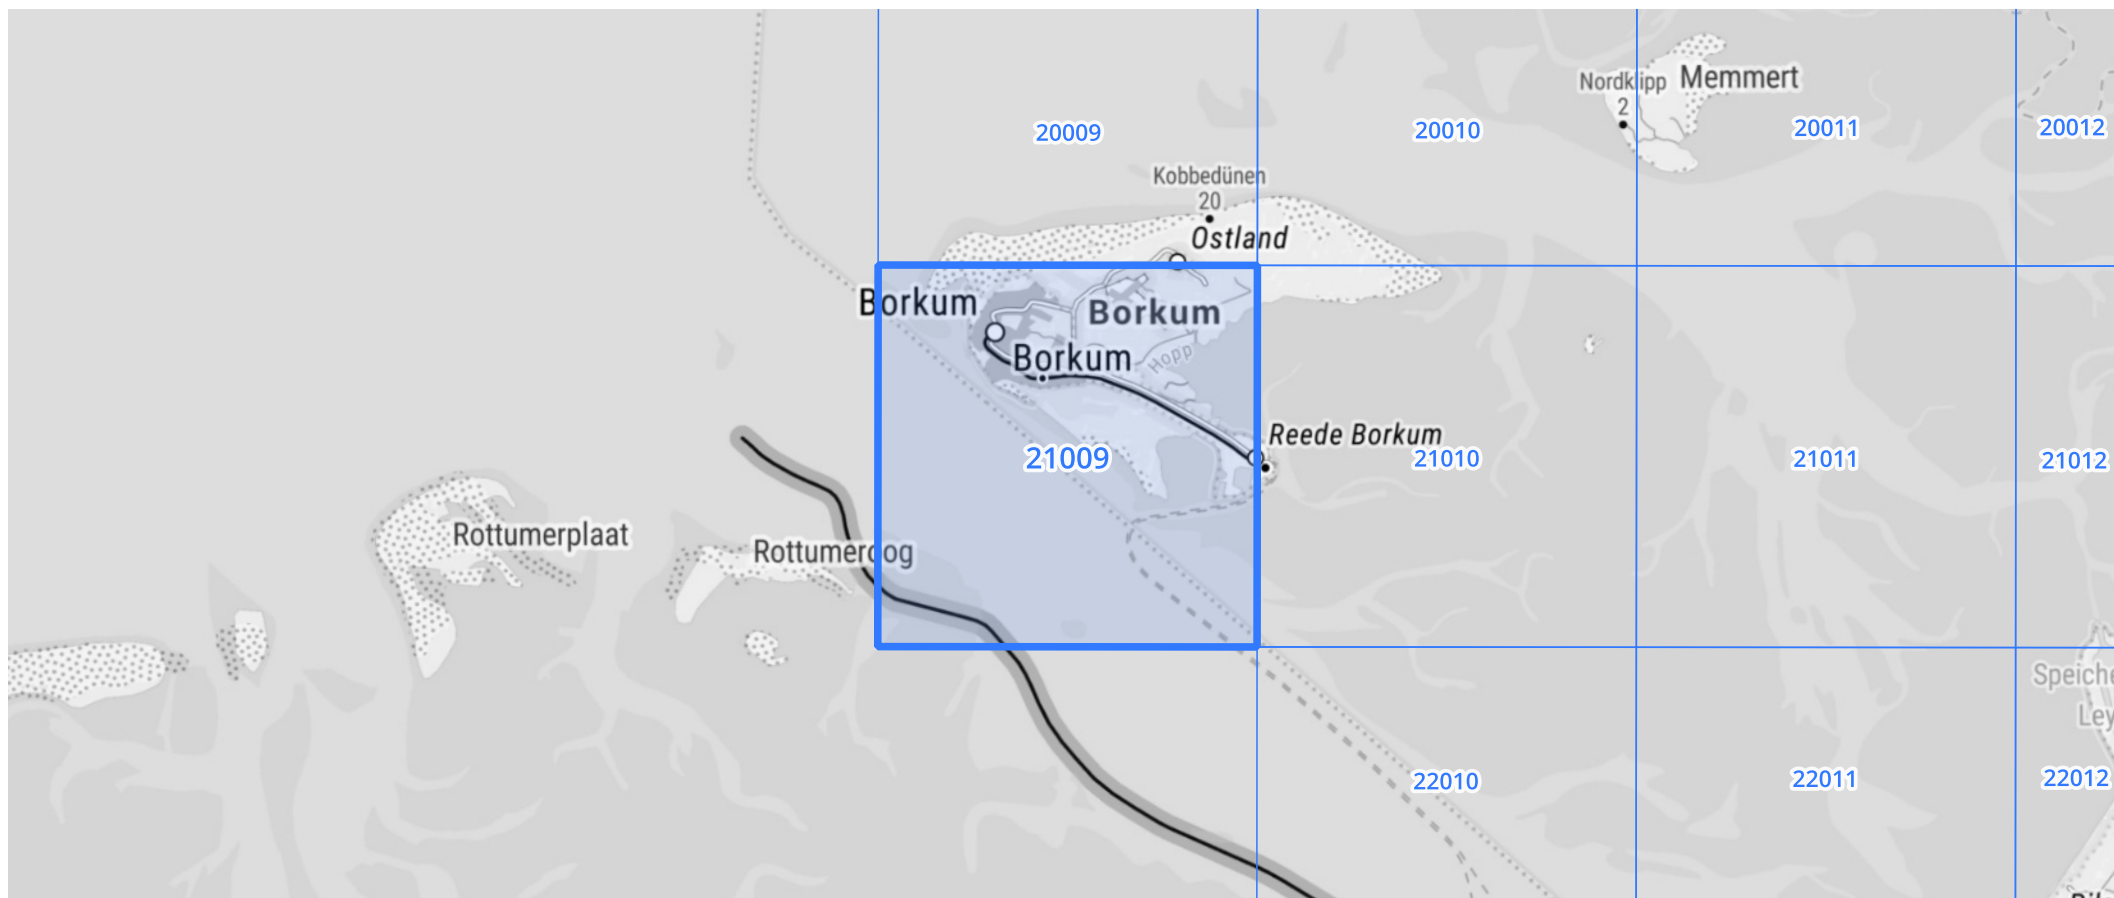 Nordklipp
2
Memmert
20009
20010
20011
20012
Kobbedünen
20
Ostland
Borkum
Borkum
Borkum
Hopp
21009
Reede Borkum
21010
21011
21012
Rottumerplaat
Rottumeroog
Speiche
Ley
22010
22011
22012